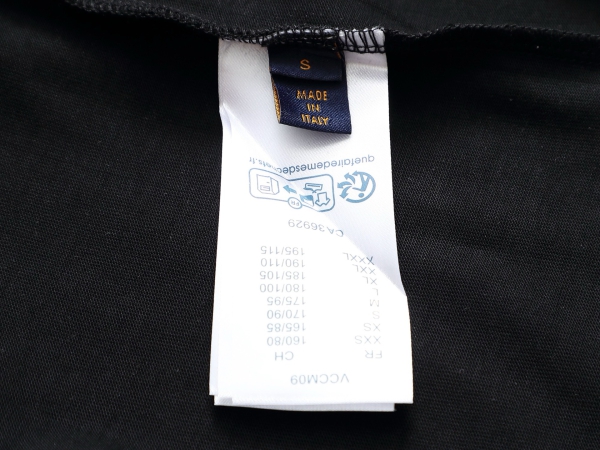 S
MADE
IN
ITALY
VCCM09
FR CH
XXS 160/80
XS 165/85
S 170/90
M 175/95
L 180/100
XL 185/105
XXL 190/110
XXXL 195/115
CA36929
FR
quefairedemesdechets.fr